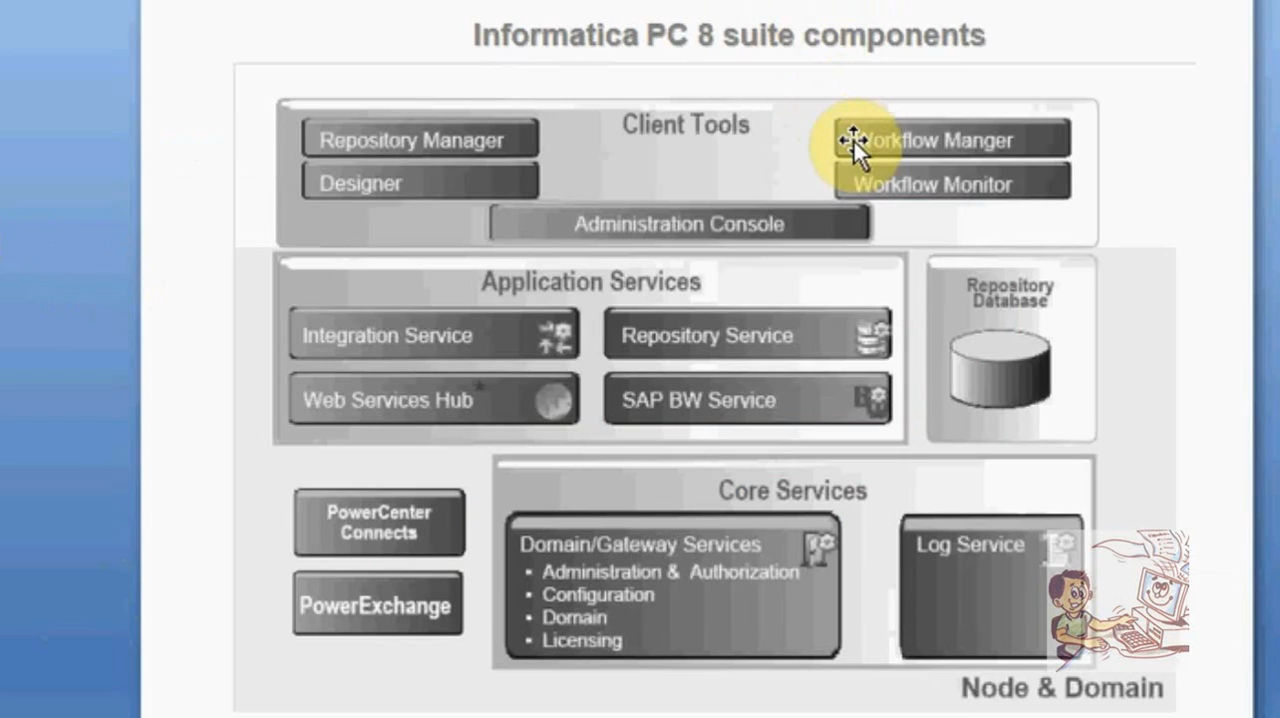 Informatica PC 8 suite components
Client Tools
Repository Manager
Workflow Manger
Designer
Workflow Monitor
Administration Console
Application Services
Integration Service
Repository Service
Web Services Hub *
SAP BW Service
Repository
Database
PowerCenter
Connects
PowerExchange
Core Services
Domain/Gateway Services
▪ Administration & Authorization
▪ Configuration
▪ Domain
▪ Licensing
Log Service
Node & Domain